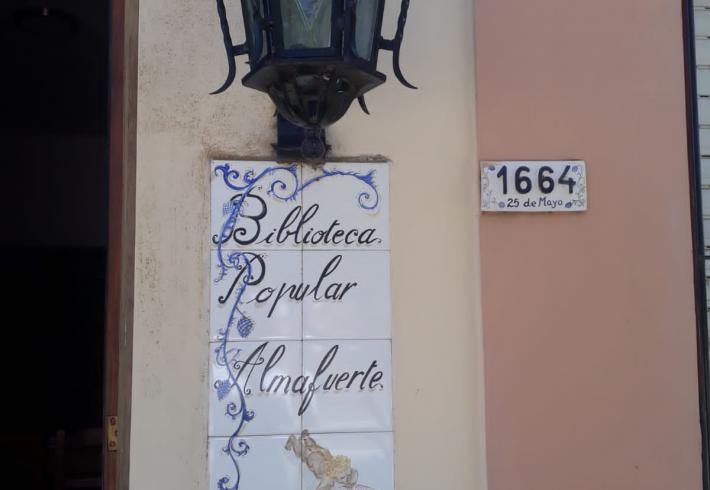 Biblioteca
Popular
Almafuerte
1664
25 de Mayo